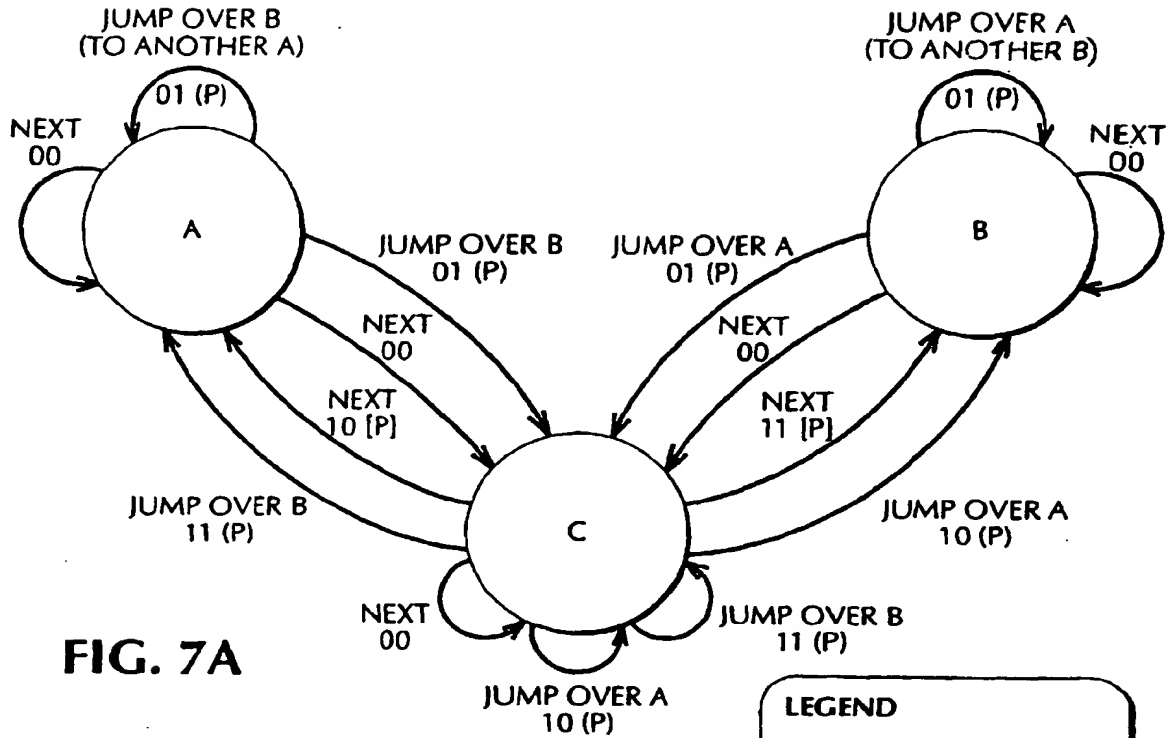 JUMP OVER B
(TO ANOTHER A)
01 (P)
NEXT
00
A
JUMP OVER A
(TO ANOTHER B)
01 (P)
NEXT
00
B
JUMP OVER B
01 (P)
JUMP OVER A
01 (P)
NEXT
00
NEXT
00
NEXT
10 [P]
NEXT
11 [P]
JUMP OVER B
11 (P)
JUMP OVER A
10 (P)
C
NEXT
00
JUMP OVER B
11 (P)
JUMP OVER A
10 (P)
FIG. 7A
LEGEND